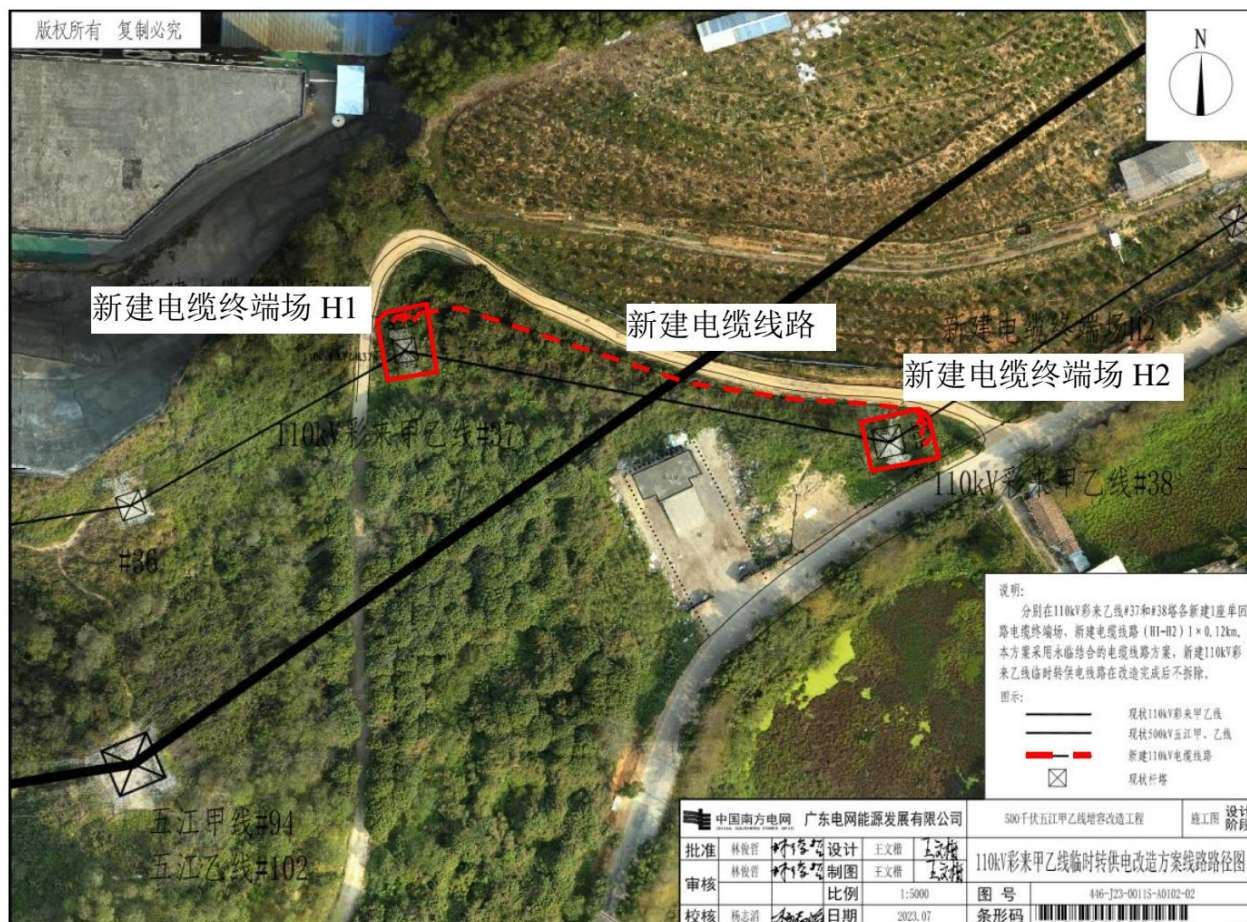 版权所有 复制必究
N
新建电缆终端场 H1
新建电缆线路
新建电缆终端场H2
新建电缆终端场 H2
110kV彩来甲乙线#37
110kV彩来甲乙线#38
#36
五江甲线#94
五江乙线#102
说明:
分别在110kV彩来乙线#37和#38塔各新建1座单回
路电缆终端场，新建电缆线路（H1-H2）1×0.12km。
本方案采用永临结合的电缆线路方案，新建110kV彩
来乙线临时转供电线路在改造完成后不拆除。
图示:
现状110kV彩来甲乙线
现状500kV五江甲、乙线
新建110kV电缆线路
现状杆塔
中国南方电网 广东电网能源发展有限公司
CHINA SOUTHERN POWER GRID
500千伏五江甲乙线增容改造工程
施工图 设计
阶段
批准 林俊哲 设计 王文楷
审核 林俊哲 制图 王文楷
110kV彩来甲乙线临时转供电改造方案线路路径图
比例 1:5000 图号 446-J23-0011S-A0102-02
校核 杨志滔 日期 2023.07 条形码